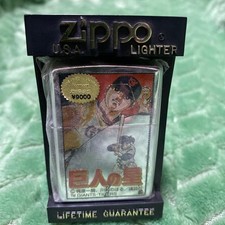 zippo
U.S.A. LIGHTER
¥9000
巨人の星
LIFETIME GUARANTEE